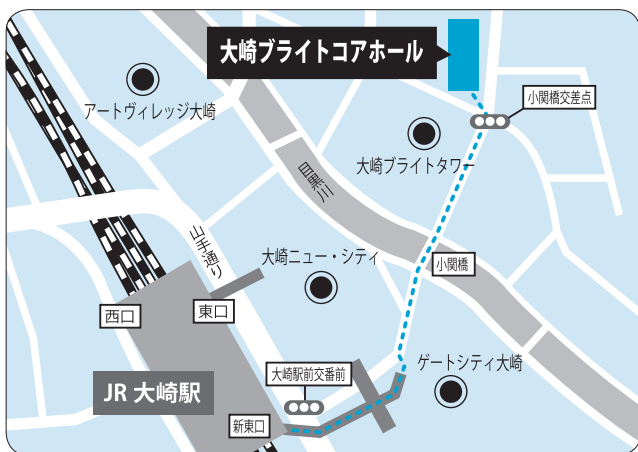 大崎ブライトコアホール
小関橋交差点
アートヴィレッジ大崎
大崎ブライトタワー
目黒川
山手通り
大崎ニュー・シティ
小関橋
東口
西口
ゲートシティ大崎
大崎駅前交番前
JR 大崎駅
新東口